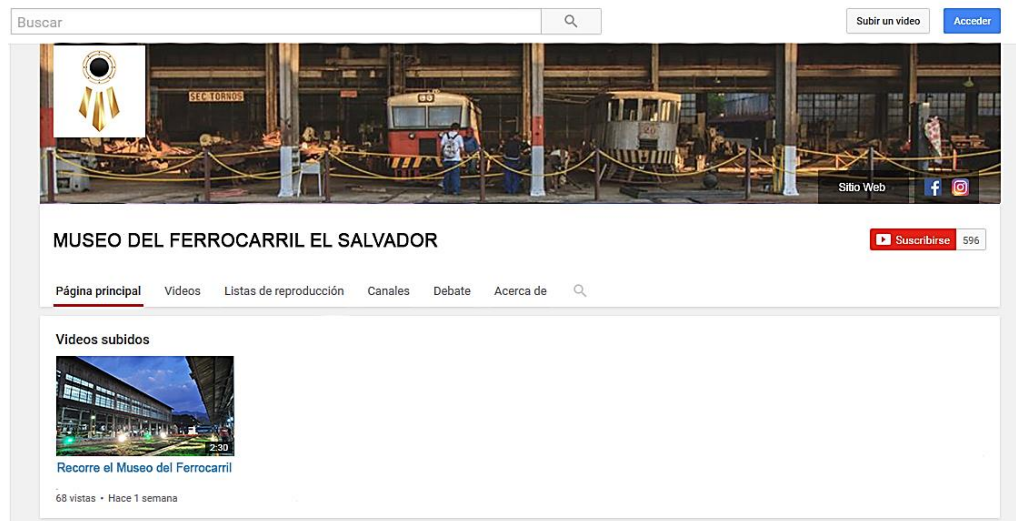 Buscar
Subir un video
Acceder
SEC TORNOS
20
Sitio Web
MUSEO DEL FERROCARRIL EL SALVADOR
Suscribirse 596
Página principal Videos Listas de reproducción Canales Debate Acerca de
Videos subidos
2:30
Recorre el Museo del Ferrocarril
68 vistas • Hace 1 semana